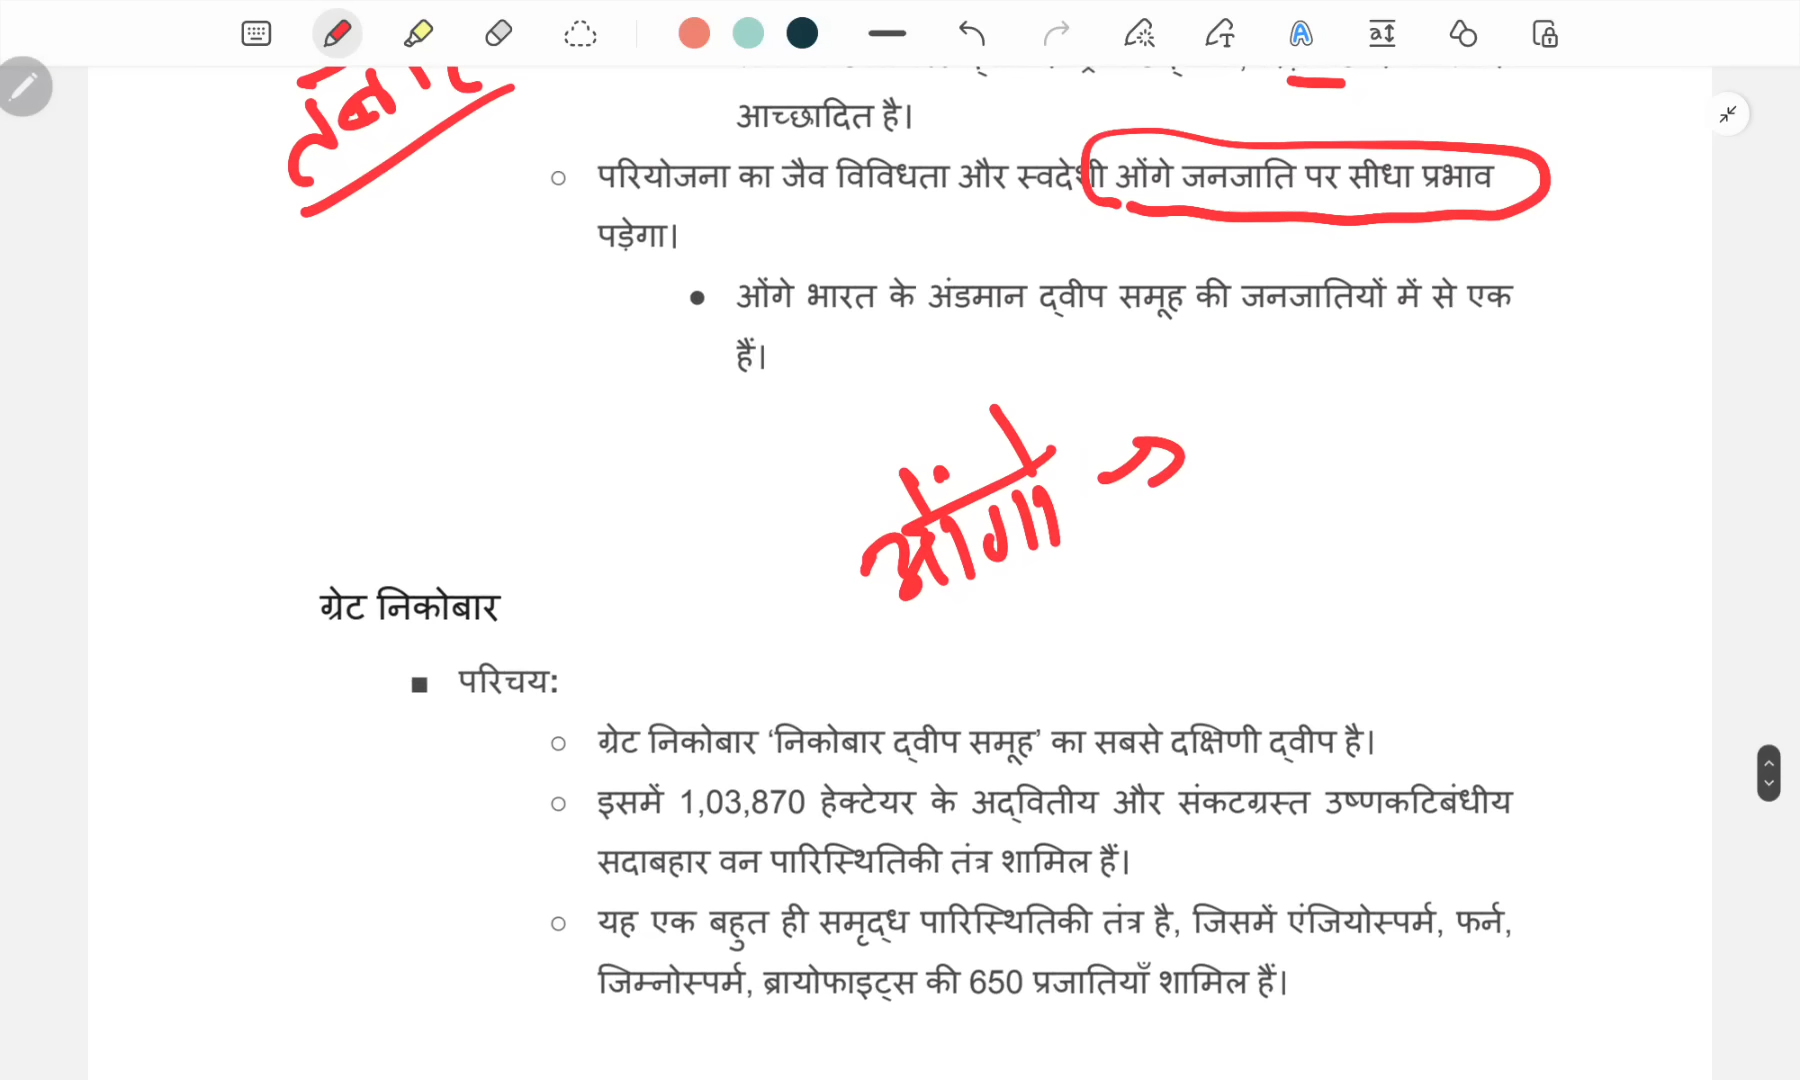 आच्छादित है।
परियोजना का जैव विविधता और स्वदेशी ओंगे जनजाति पर सीधा प्रभाव
पड़ेगा।
ओंगे भारत के अंडमान द्वीप समूह की जनजातियों में से एक
हैं।
ग्रेट निकोबार
परिचय:
ग्रेट निकोबार ‘निकोबार द्वीप समूह’ का सबसे दक्षिणी द्वीप है।
इसमें 1,03,870 हेक्टेयर के अद्वितीय और संकटग्रस्त उष्णकटिबंधीय
सदाबहार वन पारिस्थितिकी तंत्र शामिल हैं।
यह एक बहुत ही समृद्ध पारिस्थितिकी तंत्र है, जिसमें एंजियोस्पर्म, फर्न,
जिम्नोस्पर्म, ब्रायोफाइट्स की 650 प्रजातियाँ शामिल हैं।